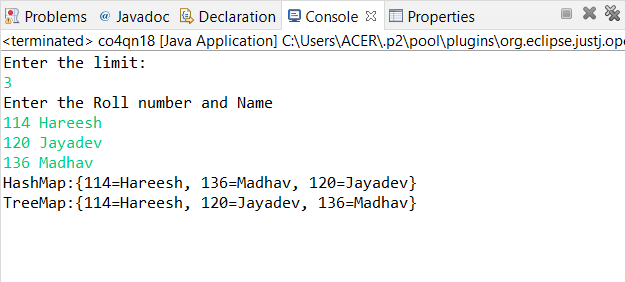 Problems @ Javadoc Declaration Console Properties
<terminated> co4qn18 [Java Application] C:\Users\ACER\.p2\pool\plugins\org.eclipse.justj.ope
Enter the limit:
3
Enter the Roll number and Name
114 Hareesh
120 Jayadev
136 Madhav
HashMap:{114=Hareesh, 136=Madhav, 120=Jayadev}
TreeMap:{114=Hareesh, 120=Jayadev, 136=Madhav}